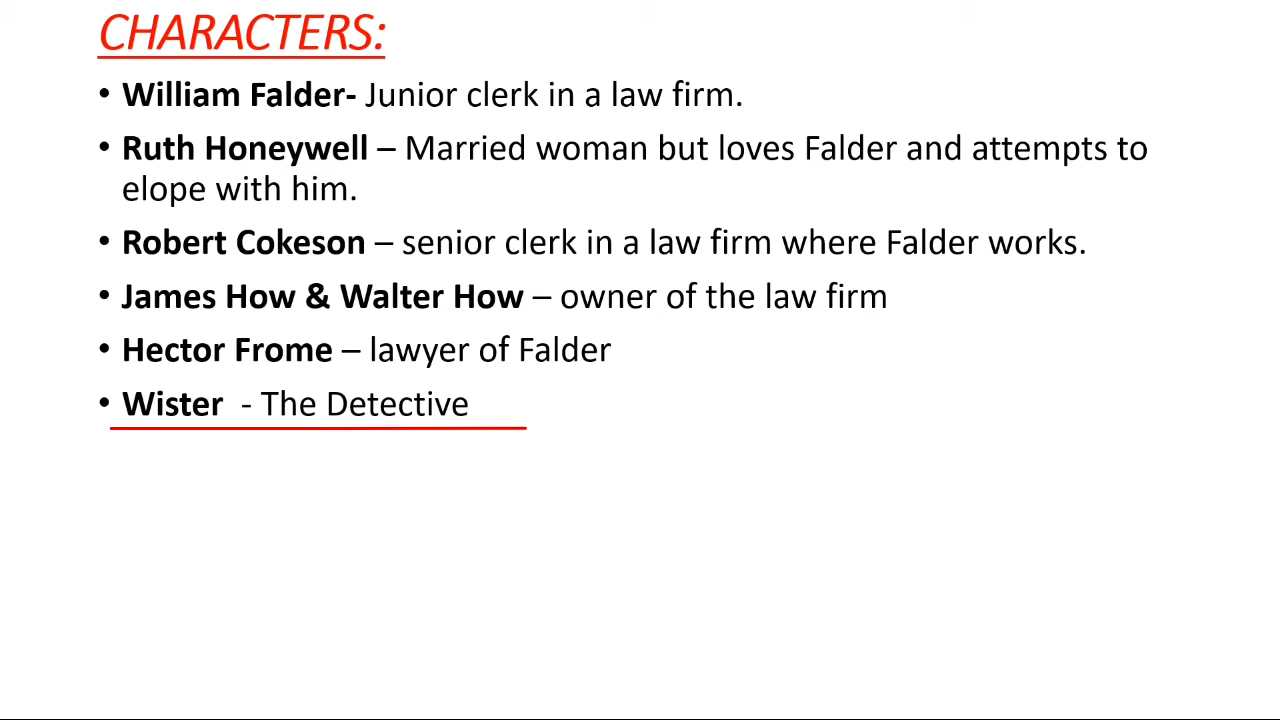 CHARACTERS:
• William Falder- Junior clerk in a law firm.
• Ruth Honeywell – Married woman but loves Falder and attempts to
elope with him.
• Robert Cokeson – senior clerk in a law firm where Falder works.
• James How & Walter How – owner of the law firm
• Hector Frome – lawyer of Falder
• Wister - The Detective